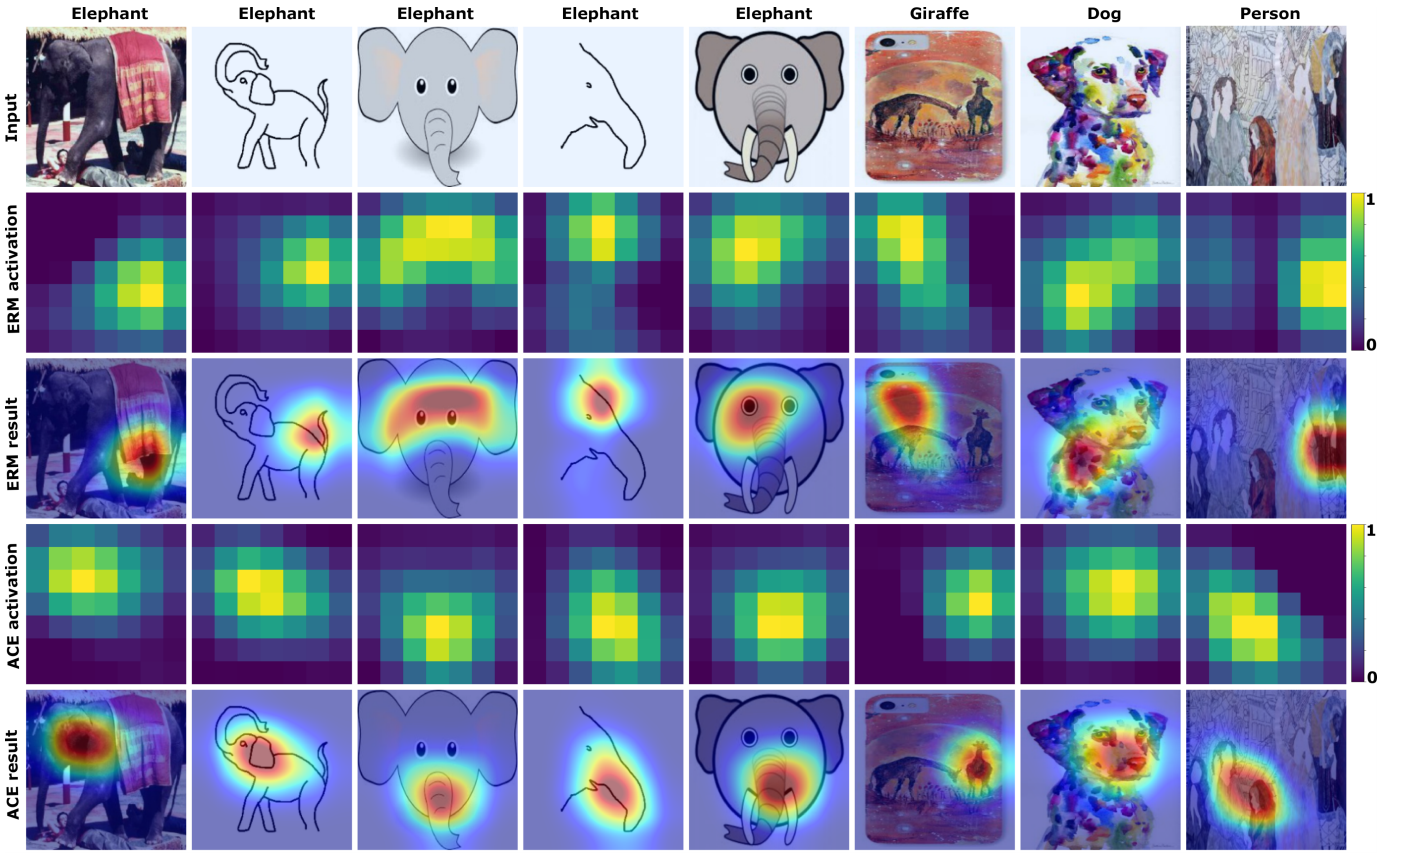 Elephant Elephant Elephant Elephant Elephant Giraffe Dog Person
Input
ERM activation
1
0
ERM result
ACE activation
1
0
ACE result